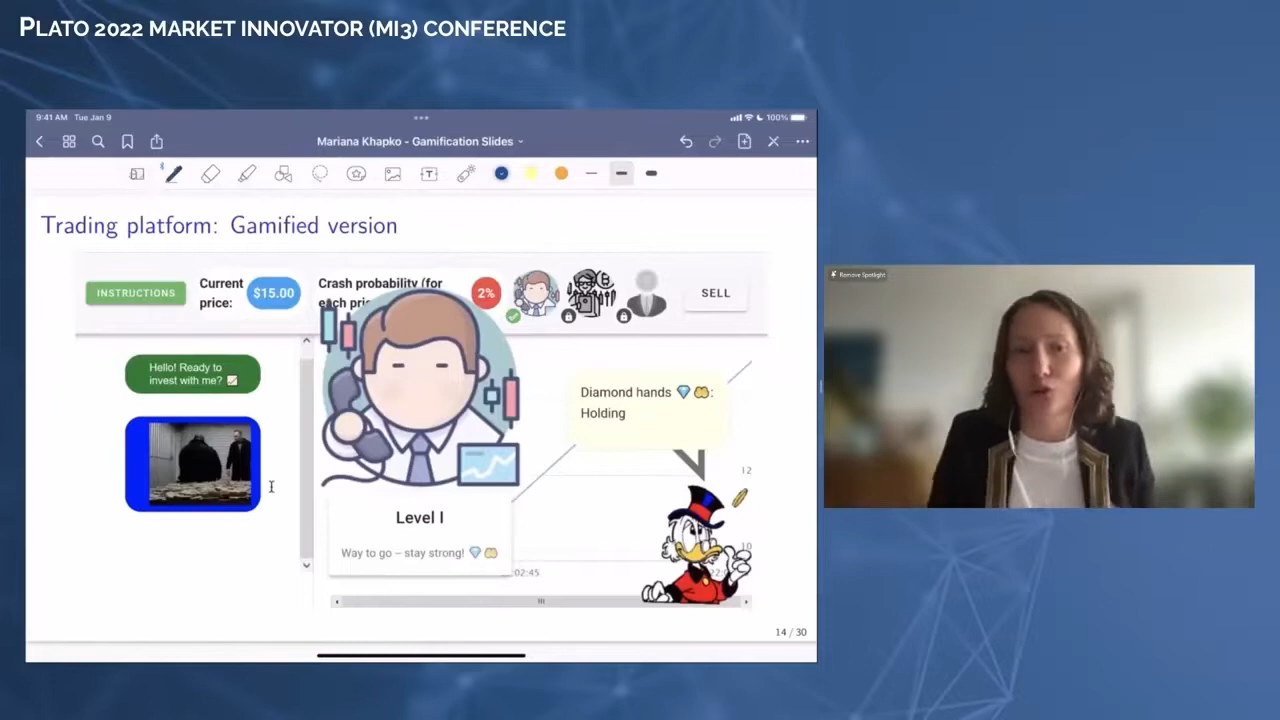 PLATO 2022 MARKET INNOVATOR (MI3) CONFERENCE
9:41 AM Tue Jan 9
100%
Mariana Khapko - Gamification Slides
Trading platform: Gamified version
INSTRUCTIONS
Current
price:
$15.00
Crash probability (for
each
2%
SELL
Hello! Ready to
invest with me?
Diamond hands 💎 👐:
Holding
Level I
Way to go – stay strong! 💎 👐
12
10
:02:45
14 / 30
Remove Spotlight